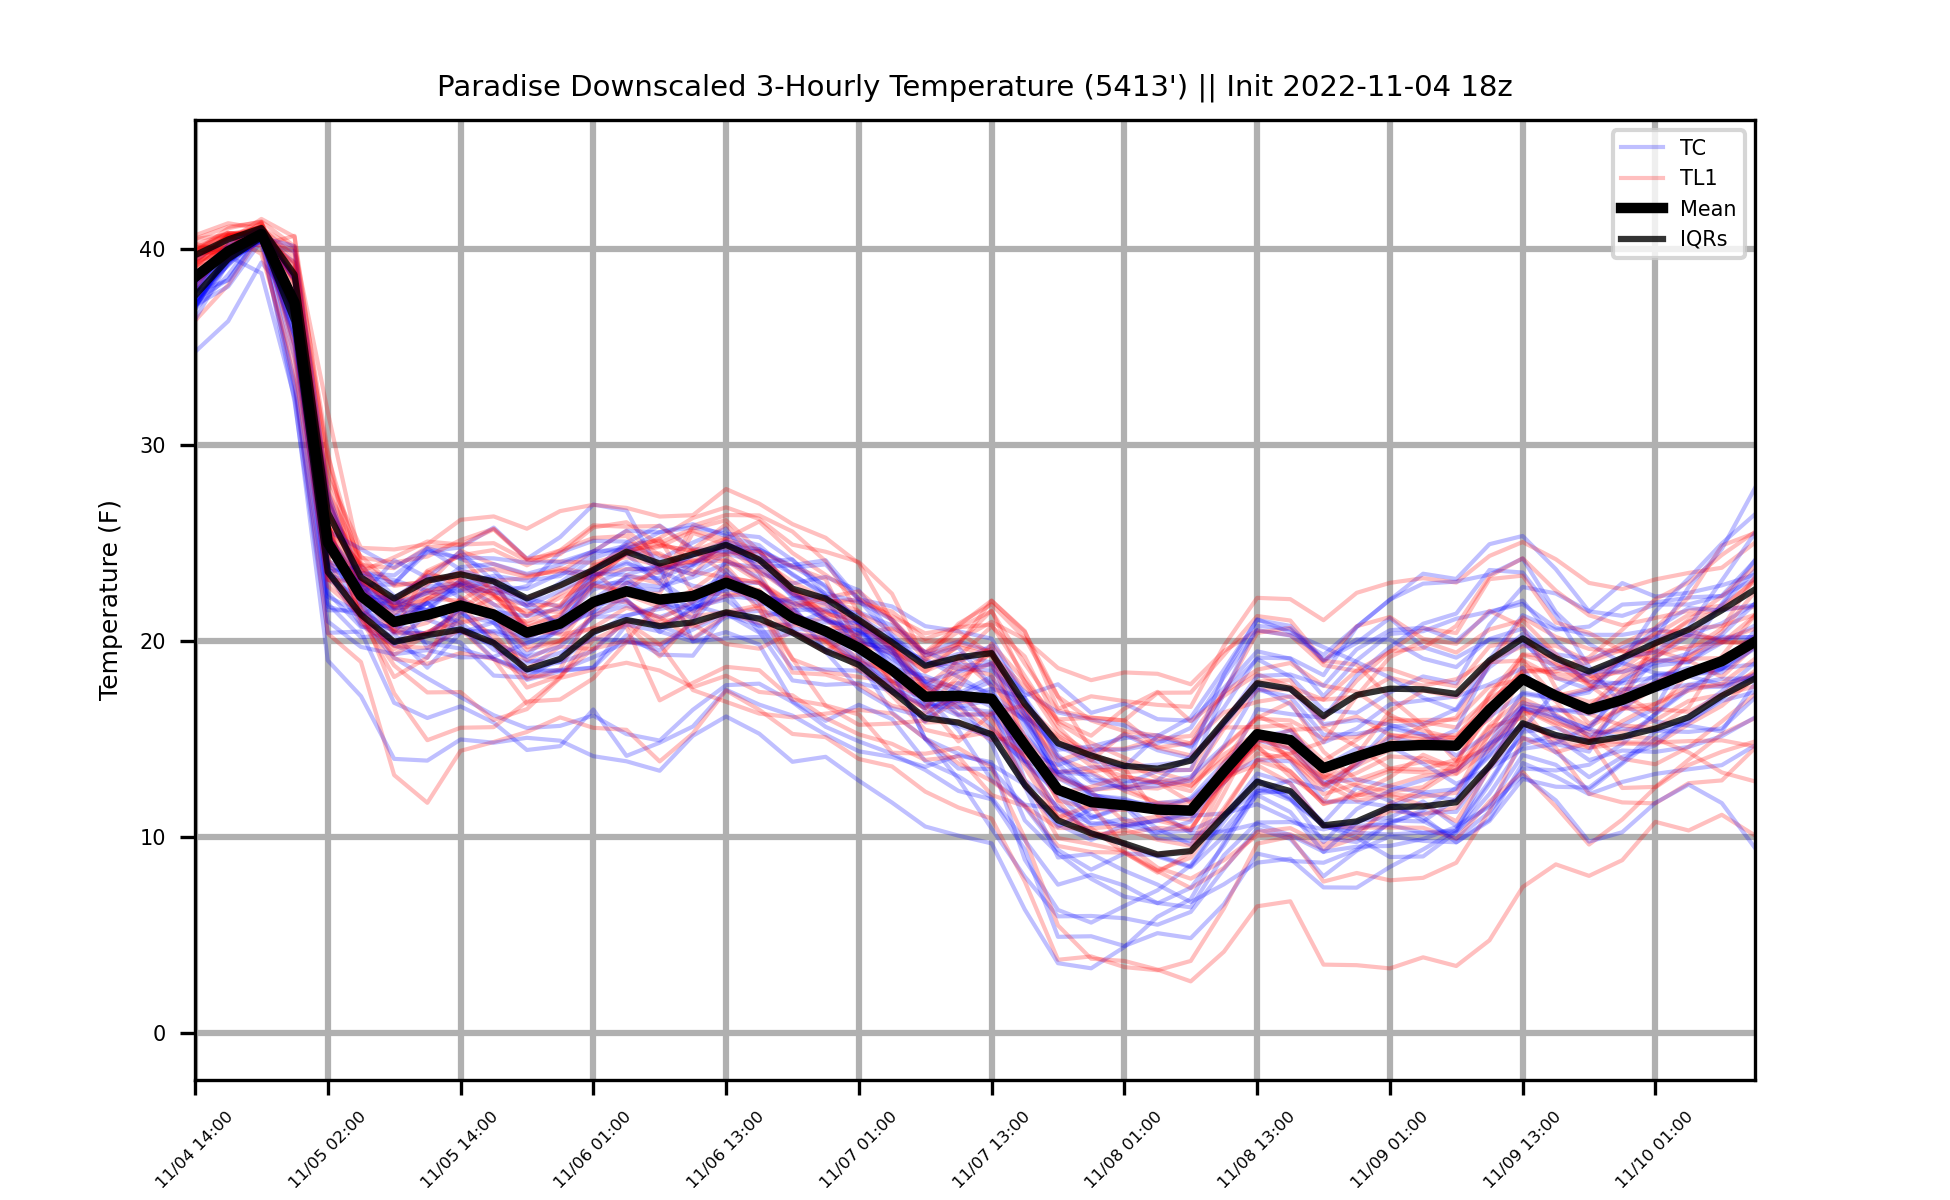 Paradise Downscaled 3-Hourly Temperature (5413') || Init 2022-11-04 18z
TC
TL1
Mean
IQRs
Temperature (F)
40
30
20
10
0
11/04 14:00
11/05 02:00
11/05 14:00
11/06 01:00
11/06 13:00
11/07 01:00
11/07 13:00
11/08 01:00
11/08 13:00
11/09 01:00
11/09 13:00
11/10 01:00